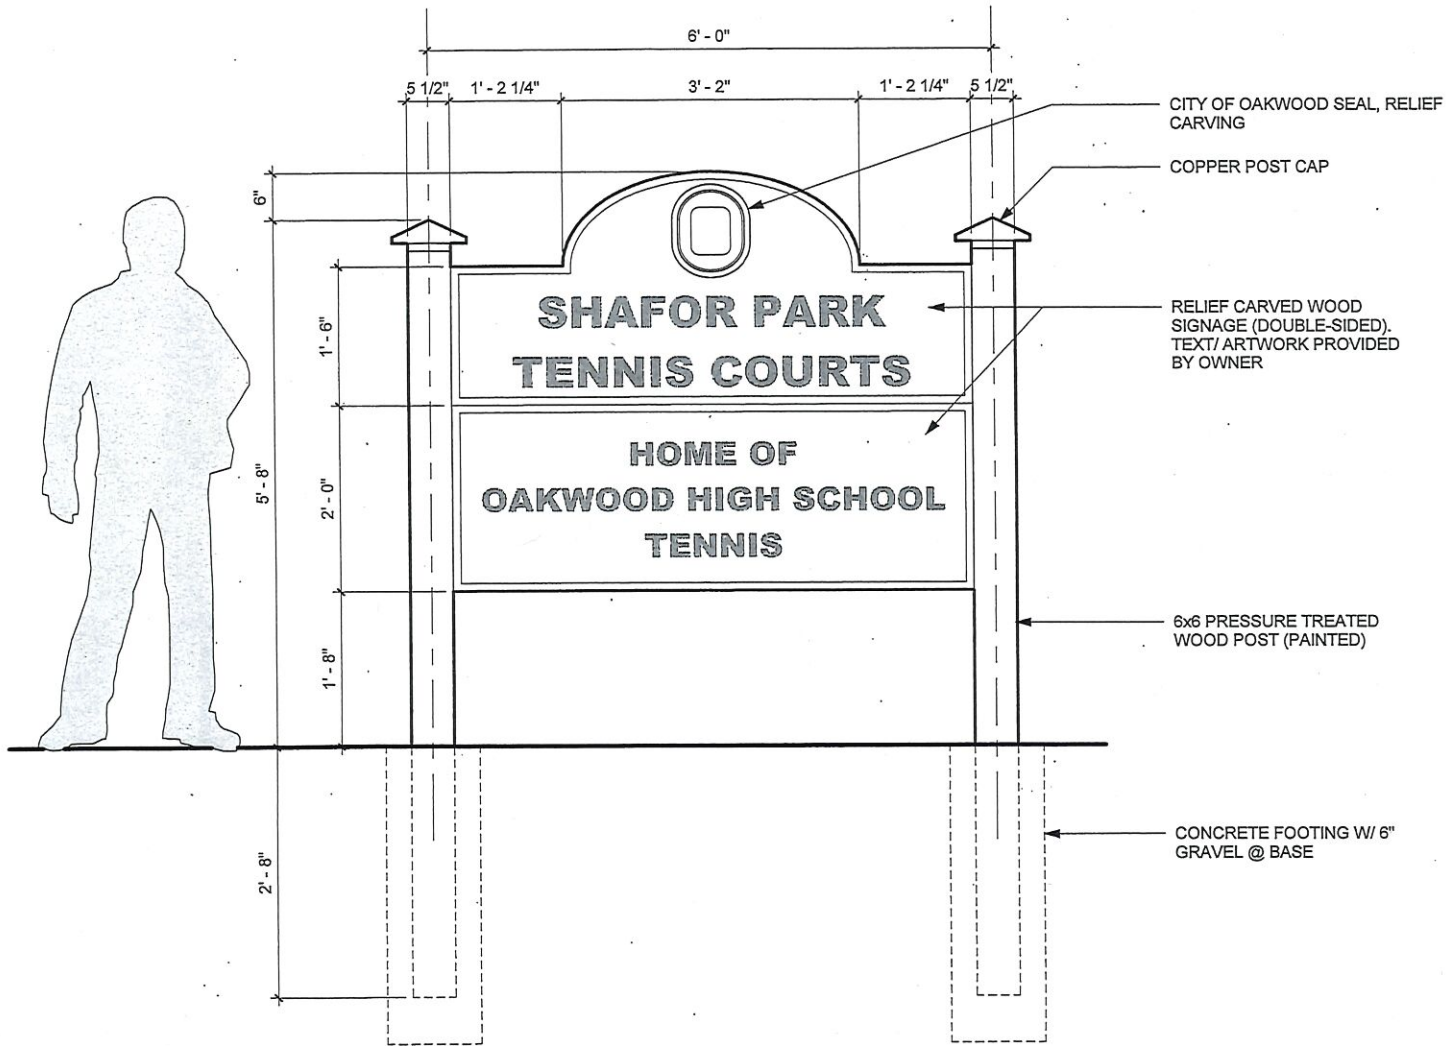 6' - 0"
5 1/2" 1' - 2 1/4" 3' - 2" 1' - 2 1/4" 5 1/2"
CITY OF OAKWOOD SEAL, RELIEF
CARVING
COPPER POST CAP
6"
SHAFOR PARK
TENNIS COURTS
RELIEF CARVED WOOD
SIGNAGE (DOUBLE-SIDED).
TEXT/ ARTWORK PROVIDED
BY OWNER
1' - 6"
HOME OF
OAKWOOD HIGH SCHOOL
TENNIS
5' - 8"
2' - 0"
6x6 PRESSURE TREATED
WOOD POST (PAINTED)
1' - 8"
CONCRETE FOOTING W/ 6"
GRAVEL @ BASE
2' - 8"